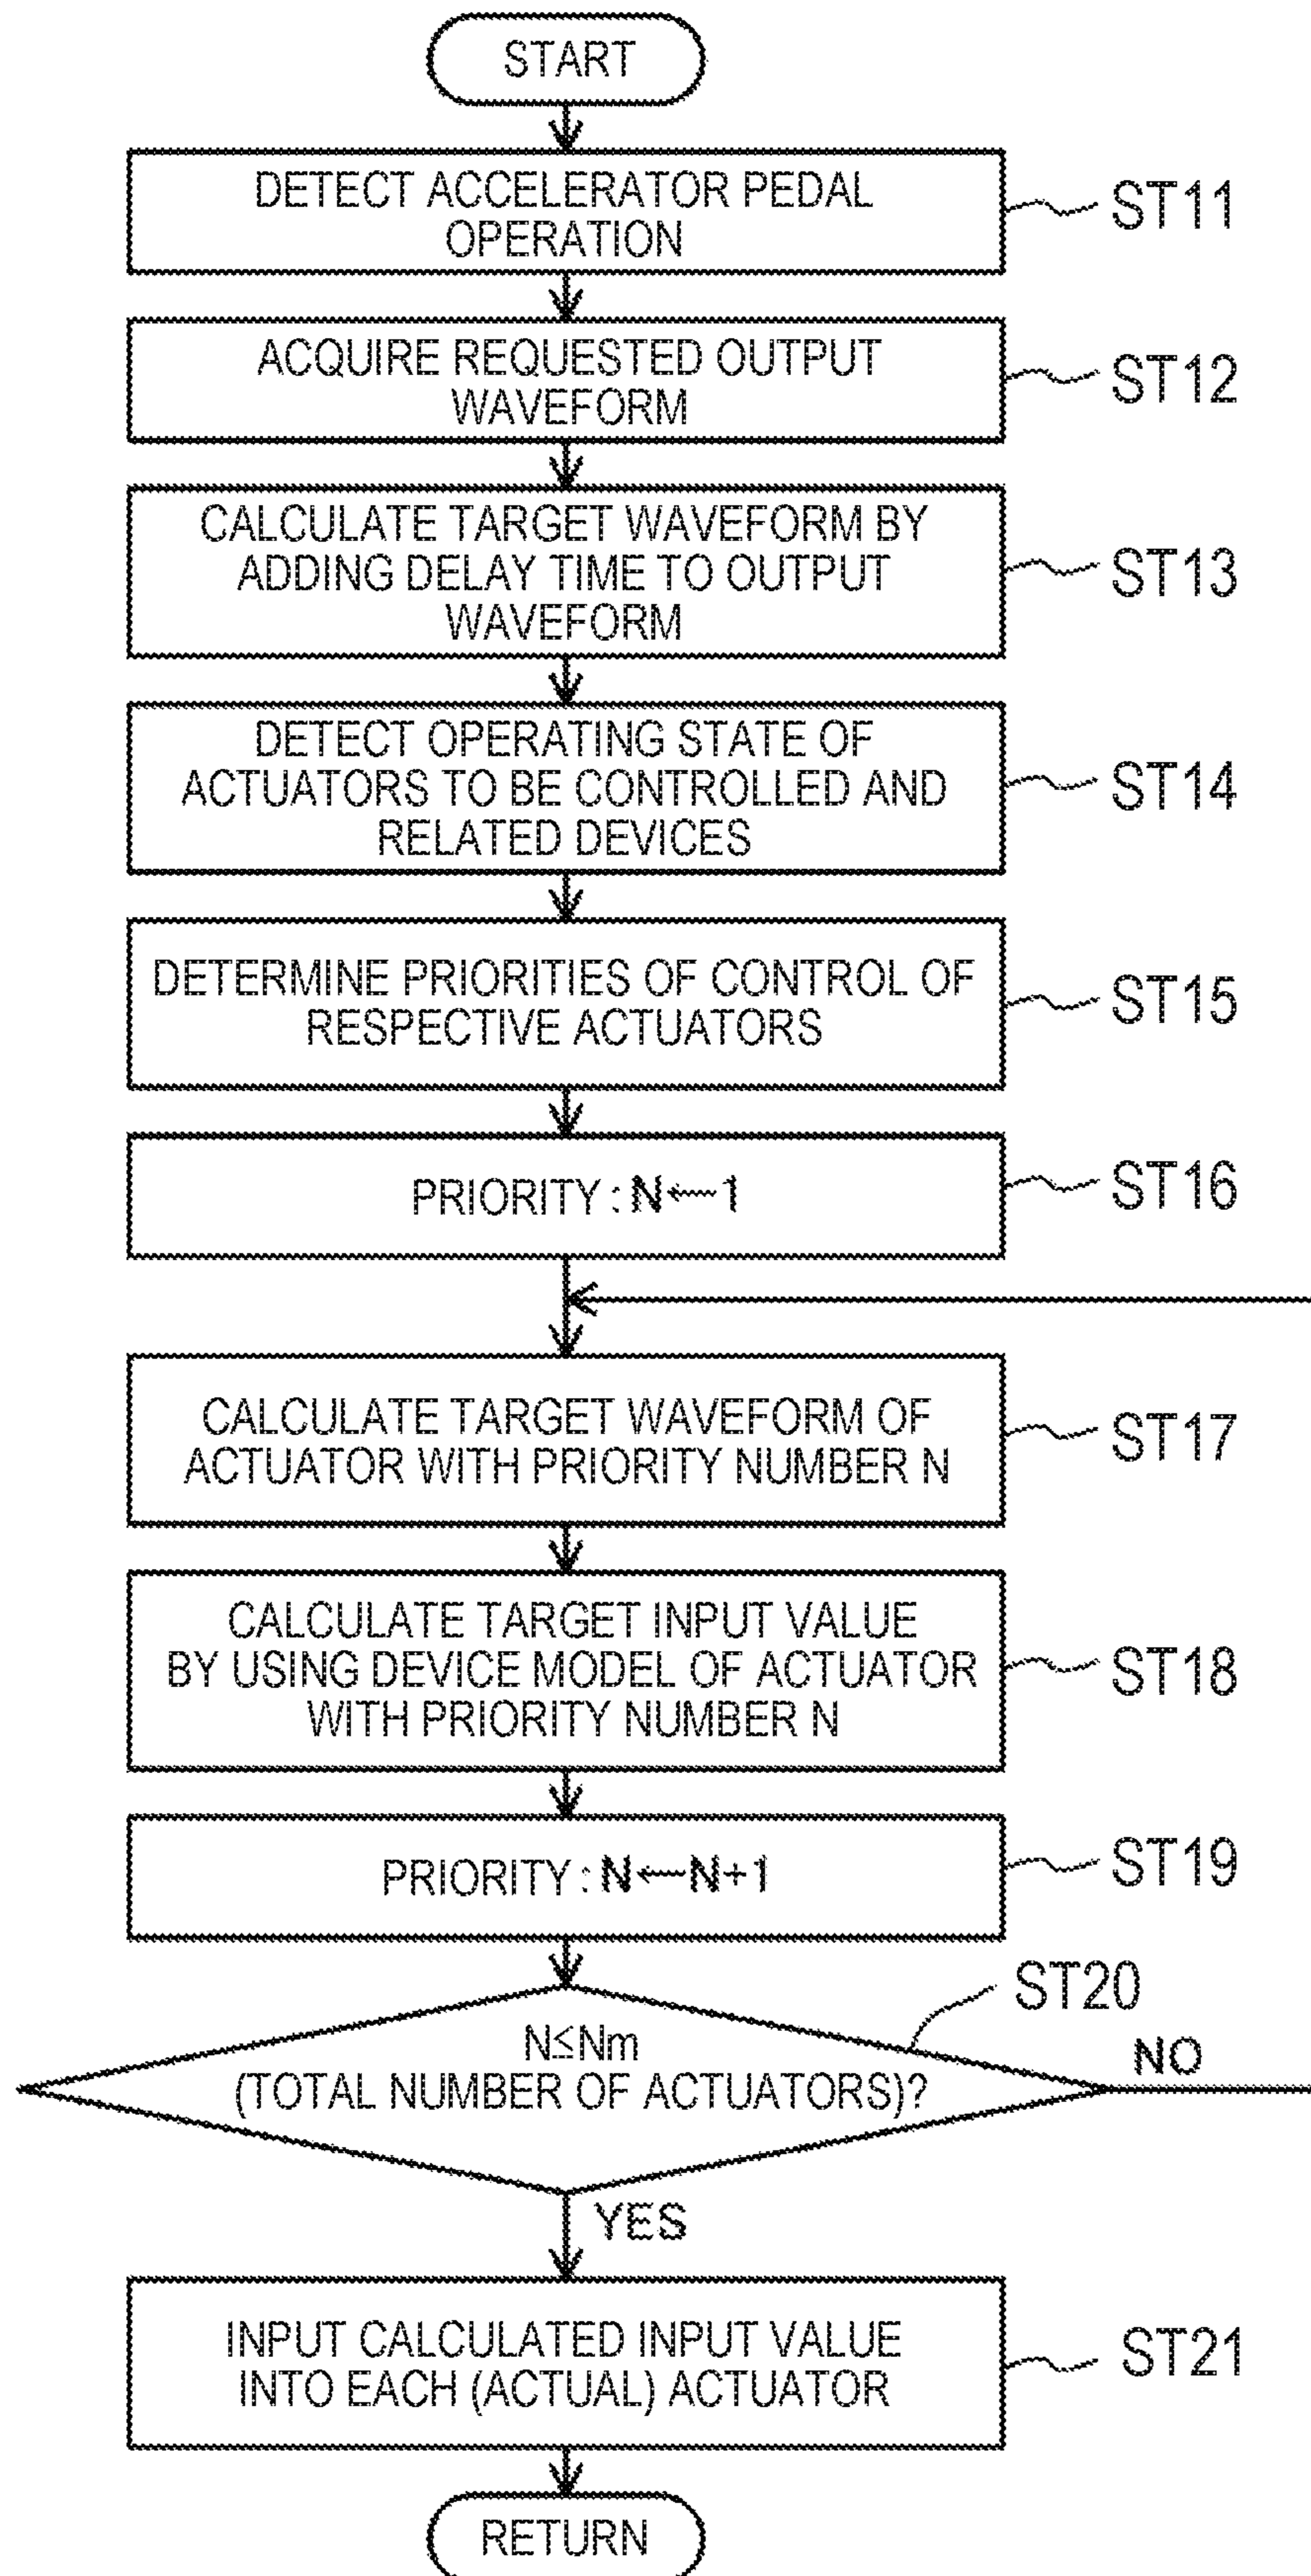 START
DETECT ACCELERATOR PEDAL
OPERATION
ST11
ACQUIRE REQUESTED OUTPUT
WAVEFORM
ST12
CALCULATE TARGET WAVEFORM BY
ADDING DELAY TIME TO OUTPUT
WAVEFORM
ST13
DETECT OPERATING STATE OF
ACTUATORS TO BE CONTROLLED AND
RELATED DEVICES
ST14
DETERMINE PRIORITIES OF CONTROL OF
RESPECTIVE ACTUATORS
ST15
PRIORITY : N←1
ST16
CALCULATE TARGET WAVEFORM OF
ACTUATOR WITH PRIORITY NUMBER N
ST17
CALCULATE TARGET INPUT VALUE
BY USING DEVICE MODEL OF ACTUATOR
WITH PRIORITY NUMBER N
ST18
PRIORITY : N←N+1
ST19
ST20
N≤Nm
(TOTAL NUMBER OF ACTUATORS)?
NO
YES
INPUT CALCULATED INPUT VALUE
INTO EACH (ACTUAL) ACTUATOR
ST21
RETURN